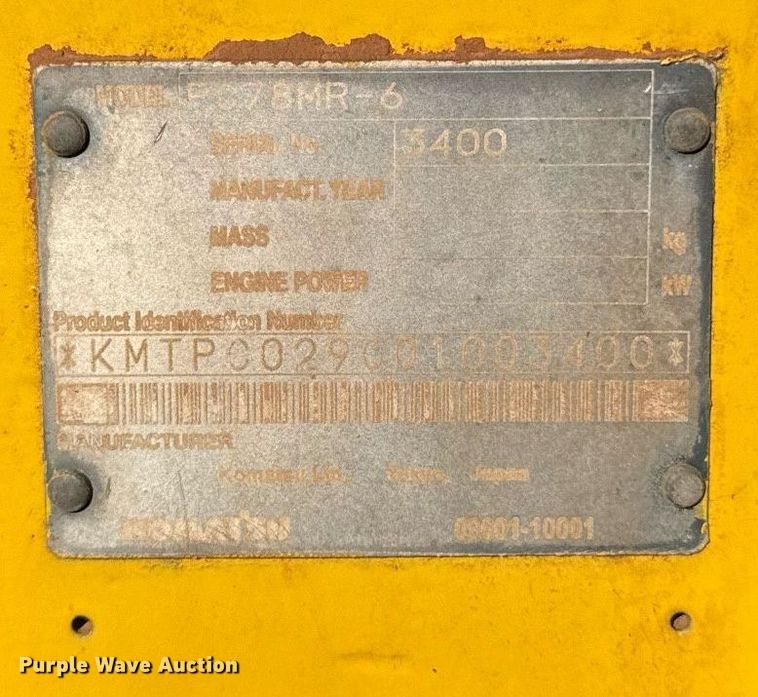 MODEL PC78MR-6
SERIAL No. 3400
MANUFACT. YEAR
MASS kg
ENGINE POWER kW
Product Identification Number
*KMTPC029C01003400*
MANUFACTURER
Komatsu Ltd., Tokyo, Japan
KOMATSU 09601-10001
Purple Wave Auction